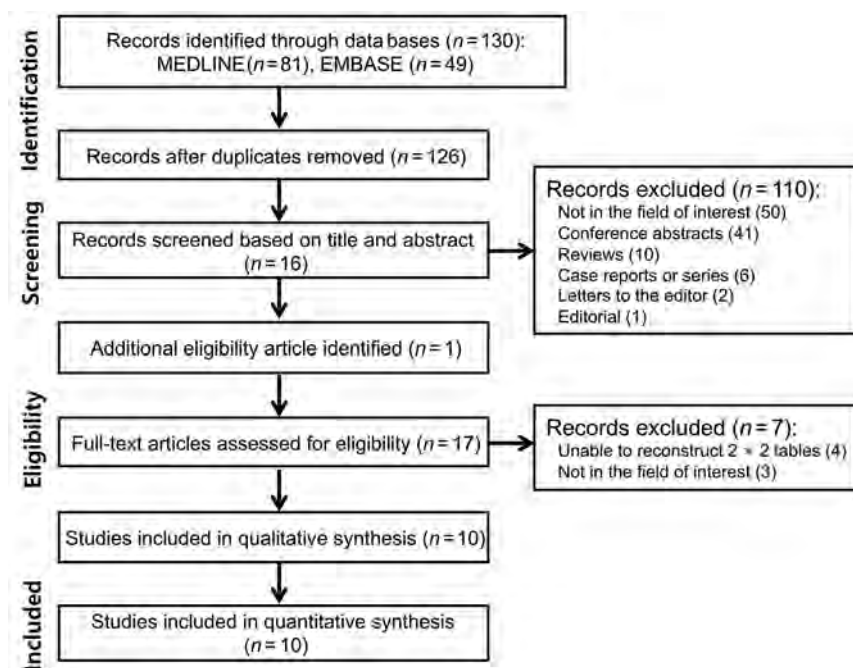 Identification
Records identified through data bases (n=130):
MEDLINE(n=81), EMBASE (n=49)
Records after duplicates removed (n=126)
Screening
Records screened based on title and abstract
(n=16)
Records excluded (n=110):
Not in the field of interest (50)
Conference abstracts (41)
Reviews (10)
Case reports or series (6)
Letters to the editor (2)
Editorial (1)
Additional eligibility article identified (n=1)
Eligibility
Full-text articles assessed for eligibility (n=17)
Records excluded (n=7):
Unable to reconstruct 2 × 2 tables (4)
Not in the field of interest (3)
Studies included in qualitative synthesis (n=10)
Included
Studies included in quantitative synthesis
(n=10)